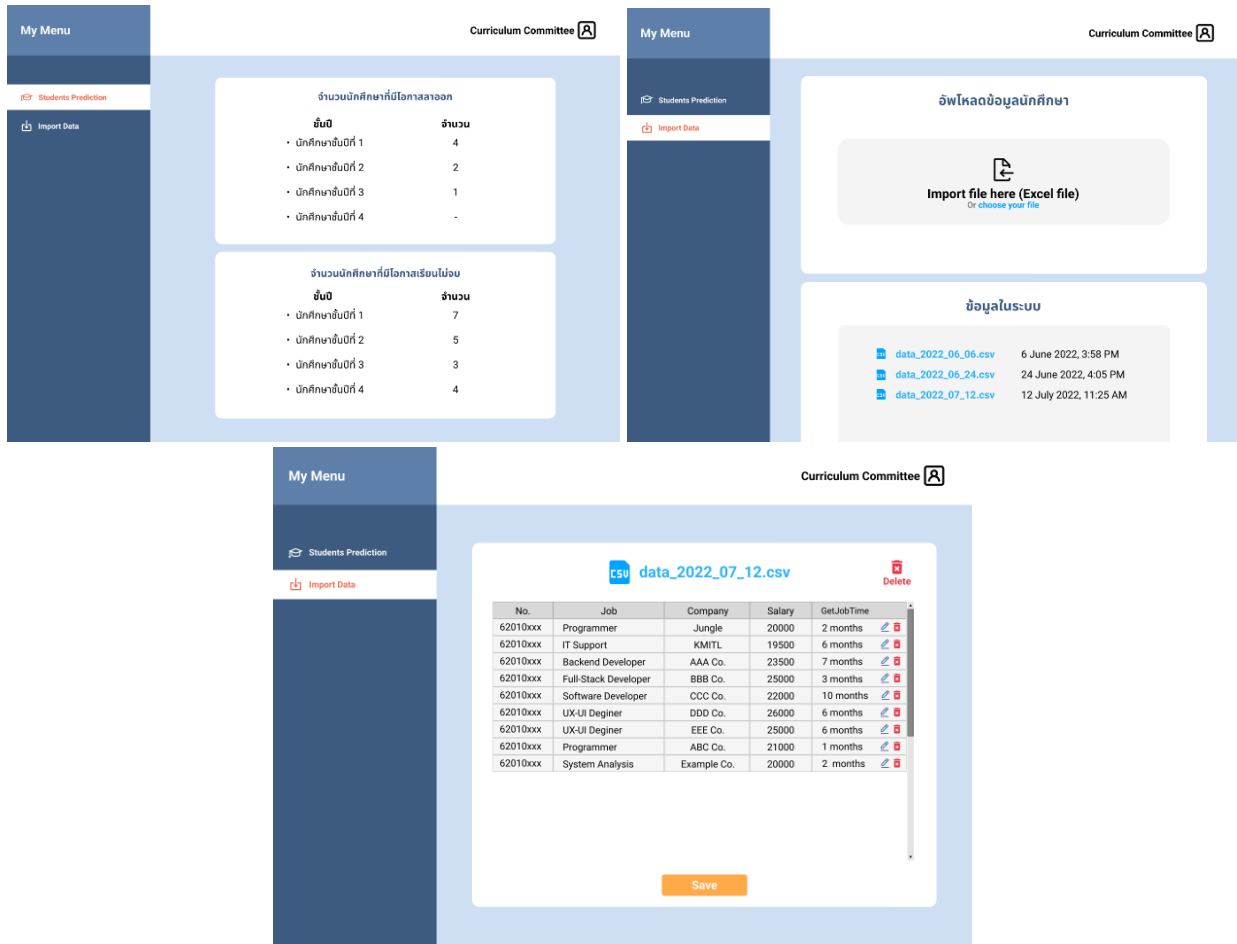 My Menu
Curriculum Committee
Students Prediction
Import Data
จำนวนนักศึกษาที่มีโอกาสลาออก
ชั้นปี จำนวน
• นักศึกษาชั้นปีที่ 1 4
• นักศึกษาชั้นปีที่ 2 2
• นักศึกษาชั้นปีที่ 3 1
• นักศึกษาชั้นปีที่ 4 -
จำนวนนักศึกษาที่มีโอกาสเรียนไม่จบ
ชั้นปี จำนวน
• นักศึกษาชั้นปีที่ 1 7
• นักศึกษาชั้นปีที่ 2 5
• นักศึกษาชั้นปีที่ 3 3
• นักศึกษาชั้นปีที่ 4 4
My Menu
Curriculum Committee
Students Prediction
Import Data
อัพโหลดข้อมูลนักศึกษา
Import file here (Excel file)
Or choose your file
ข้อมูลในระบบ
CSV data_2022_06_06.csv 6 June 2022, 3:58 PM
CSV data_2022_06_24.csv 24 June 2022, 4:05 PM
CSV data_2022_07_12.csv 12 July 2022, 11:25 AM
My Menu
Curriculum Committee
Students Prediction
Import Data
CSV data_2022_07_12.csv
Delete
No. Job Company Salary GetJobTime
62010xxx Programmer Jungle 20000 2 months
62010xxx IT Support KMITL 19500 6 months
62010xxx Backend Developer AAA Co. 23500 7 months
62010xxx Full-Stack Developer BBB Co. 25000 3 months
62010xxx Software Developer CCC Co. 22000 10 months
62010xxx UX-UI Deginer DDD Co. 26000 6 months
62010xxx UX-UI Deginer EEE Co. 25000 6 months
62010xxx Programmer ABC Co. 21000 1 months
62010xxx System Analysis Example Co. 20000 2 months
Save